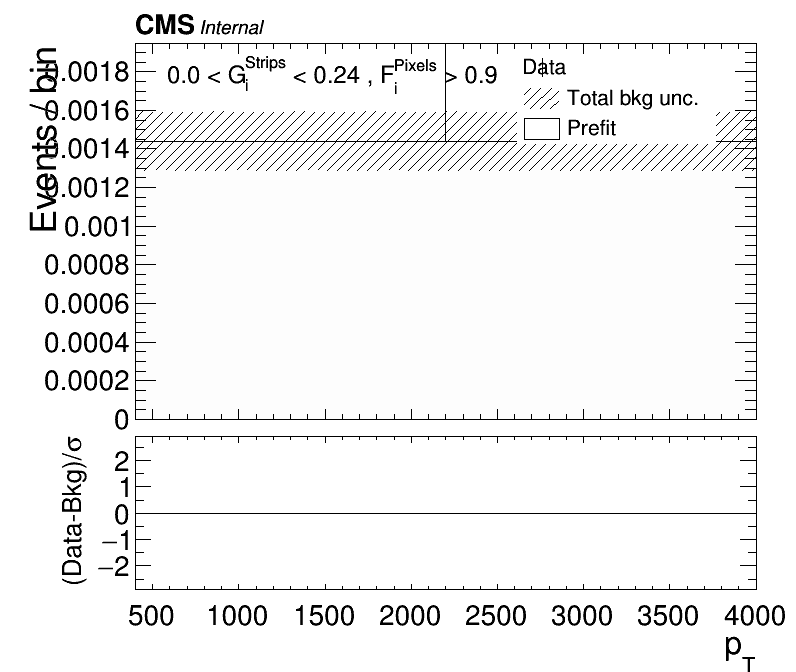 CMS Internal
0.0 < G_i^Strips < 0.24 , F_i^Pixels > 0.9
Data
Total bkg unc.
Prefit
Events / bin
0.0018
0.0016
0.0014
0.0012
0.001
0.0008
0.0006
0.0004
0.0002
0
(Data-Bkg)/σ
2
1
0
−1
−2
500 1000 1500 2000 2500 3000 3500 4000
p_T